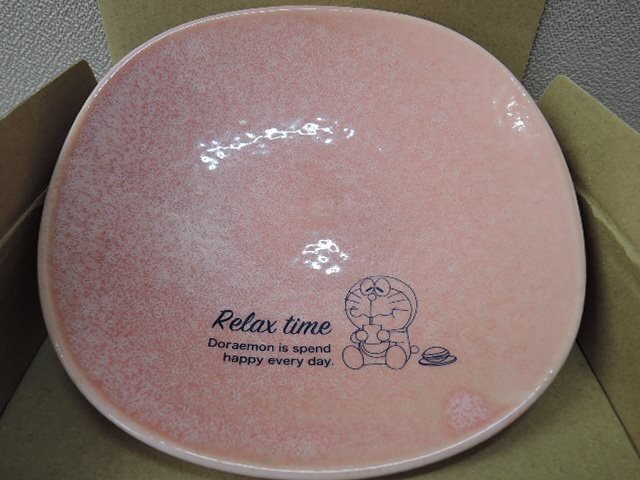 Relax time
Doraemon is spend
happy every day.